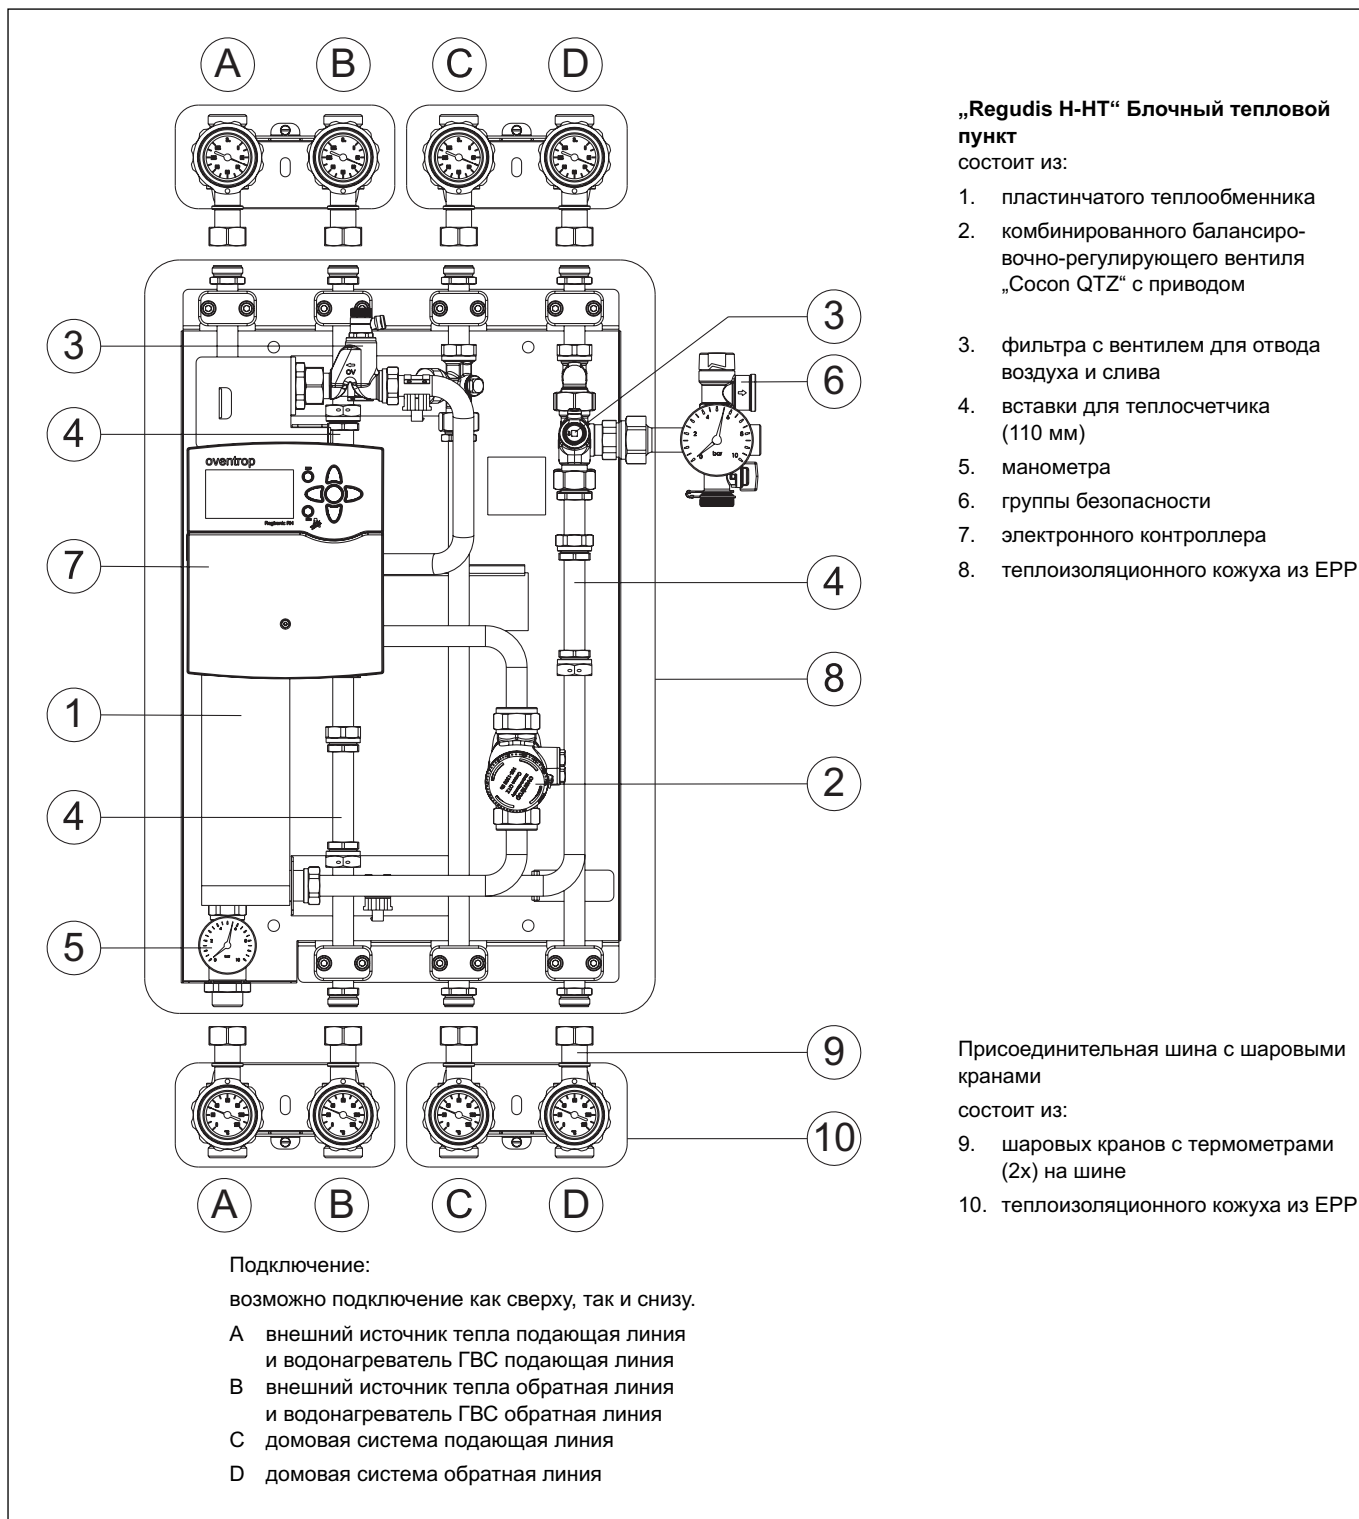 A
B
C
D
„Regudis H-HT“ Блочный тепловой
пункт
состоит из:
1. пластинчатого теплообменника
2. комбинированного балансиро-
вочно-регулирующего вентиля
„Cocon QTZ“ с приводом
3. фильтра с вентилем для отвода
воздуха и слива
4. вставки для теплосчетчика
(110 мм)
5. манометра
6. группы безопасности
7. электронного контроллера
8. теплоизоляционного кожуха из EPP
3
3
6
4
oventrop
Regtronic RH
OV
bar
7
4
8
1
2
4
5
9
10
Присоединительная шина с шаровыми
кранами
состоит из:
9. шаровых кранов с термометрами
(2x) на шине
10. теплоизоляционного кожуха из EPP
A
B
C
D
Подключение:
возможно подключение как сверху, так и снизу.
A внешний источник тепла подающая линия
и водонагреватель ГВС подающая линия
B внешний источник тепла обратная линия
и водонагреватель ГВС обратная линия
C домовая система подающая линия
D домовая система обратная линия